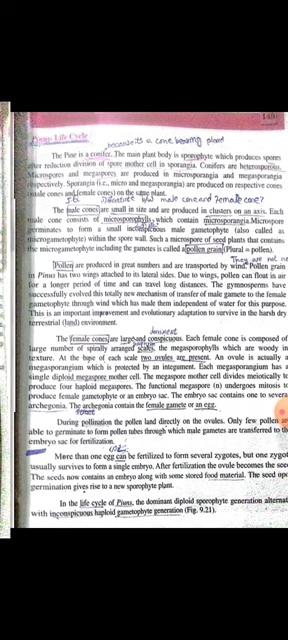 149
Pinus: Life Cycle
because its a cone bearing plant
The Pine is a conifer. The main plant body is sporophyte which produces spores
after reduction division of spore mother cell in sporangia. Conifers are heterosporous.
Microspores and megaspores are produced in microsporangia and megasporangia
respectively. Sporangia (i.e., micro and megasporangia) are produced on respective cones
(male cones and female cones) on the same plant.
Differentiate b/w male cone and Female cone?
The male cones are small in size and are produced in clusters on an axis. Each
male cone consists of microsporophylls which contain microsporangia. Microspore
germinates to form a small inconspicuous male gametophyte (also called as
microgametophyte) within the spore wall. Such a microspore of seed plants that contains
the microgametophyte including the gametes is called a pollen grain (Plural = pollen).
They are not
Pollen are produced in great numbers and are transported by wind. Pollen grain
in Pinus has two wings attached to its lateral sides. Due to wings, pollen can float in air
for a longer period of time and can travel long distances. The gymnosperms have
successfully evolved this totally new mechanism of transfer of male gamete to the female
gametophyte through wind which has made them independent of water for this purpose.
This is an important improvement and evolutionary adaptation to survive in the harsh dry
terrestrial (land) environment.
The female cones are large and conspicuous. Each female cone is composed of
large number of spirally arranged scales, the megasporophylls which are woody in
texture. At the base of each scale two ovules are present. An ovule is actually a
megasporangium which is protected by an integument. Each megasporangium has a
single diploid megaspore mother cell. The megaspore mother cell divides meiotically to
produce four haploid megaspores. The functional megaspore (n) undergoes mitosis to
produce female gametophyte or an embryo sac. The embryo sac contains one to several
archegonia. The archegonia contain the female gamete or an egg.
During pollination the pollen land directly on the ovules. Only few pollen are
able to germinate to form pollen tubes through which male gametes are transferred to the
embryo sac for fertilization.
More than one egg can be fertilized to form several zygotes, but one zygote
usually survives to form a single embryo. After fertilization the ovule becomes the seed.
The seeds now contains an embryo along with some stored food material. The seed upon
germination gives rise to a new sporophyte plant.
In the life cycle of Pinus, the dominant diploid sporophyte generation alternates
with inconspicuous haploid gametophyte generation (Fig. 9.21).